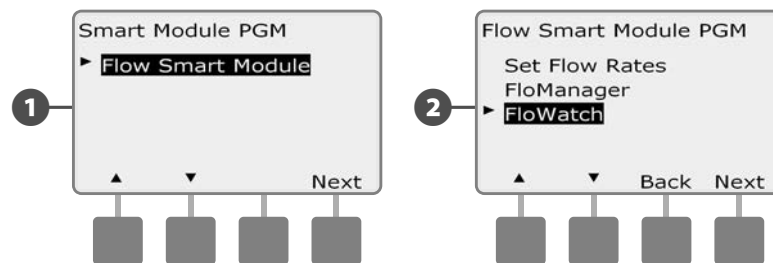 1
Smart Module PGM
► Flow Smart Module
▲ ▼ Next
2
Flow Smart Module PGM
Set Flow Rates
FloManager
► FloWatch
▲ ▼ Back Next